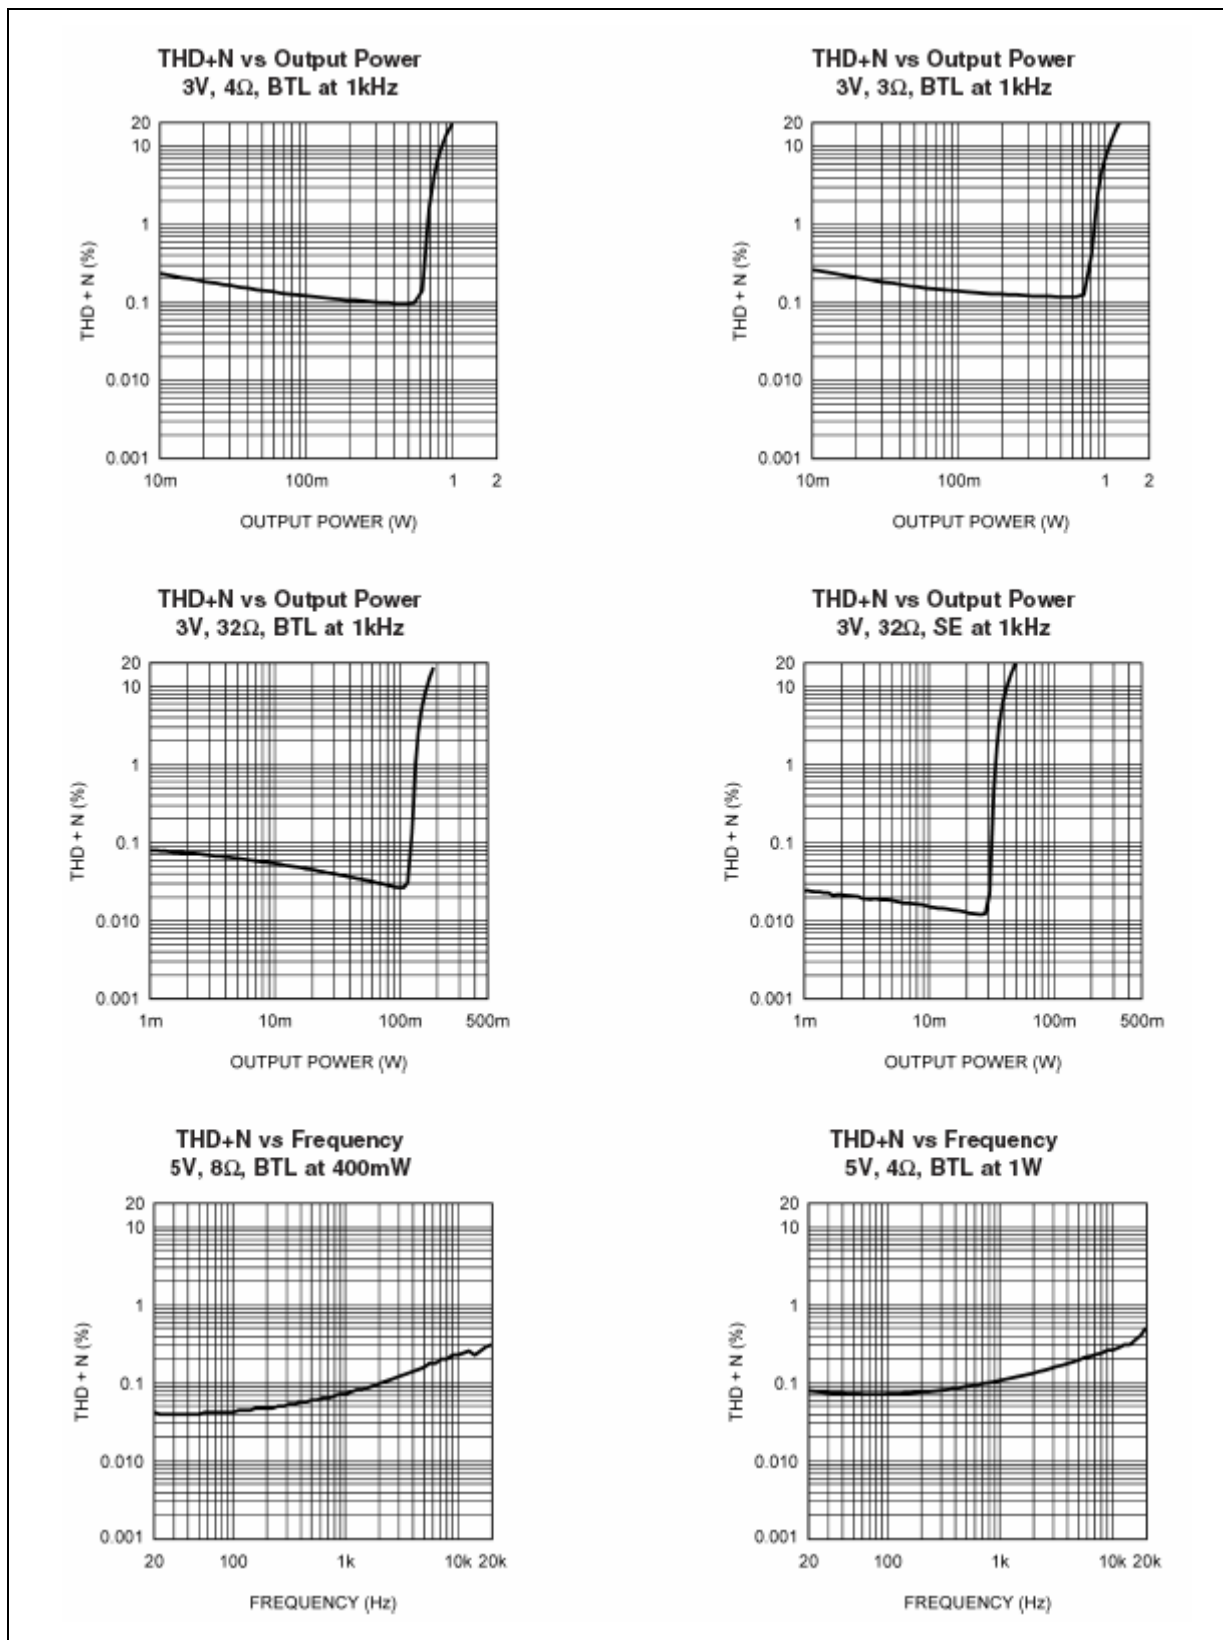 THD+N vs Output Power
3V, 4Ω, BTL at 1kHz
20
10
1
0.1
0.010
0.001
THD + N (%)
10m 100m 1 2
OUTPUT POWER (W)
THD+N vs Output Power
3V, 3Ω, BTL at 1kHz
20
10
1
0.1
0.010
0.001
THD + N (%)
10m 100m 1 2
OUTPUT POWER (W)
THD+N vs Output Power
3V, 32Ω, BTL at 1kHz
20
10
1
0.1
0.010
0.001
THD + N (%)
1m 10m 100m 500m
OUTPUT POWER (W)
THD+N vs Output Power
3V, 32Ω, SE at 1kHz
20
10
1
0.1
0.010
0.001
THD + N (%)
1m 10m 100m 500m
OUTPUT POWER (W)
THD+N vs Frequency
5V, 8Ω, BTL at 400mW
20
10
1
0.1
0.010
0.001
THD + N (%)
20 100 1k 10k 20k
FREQUENCY (Hz)
THD+N vs Frequency
5V, 4Ω, BTL at 1W
20
10
1
0.1
0.010
0.001
THD + N (%)
20 100 1k 10k 20k
FREQUENCY (Hz)